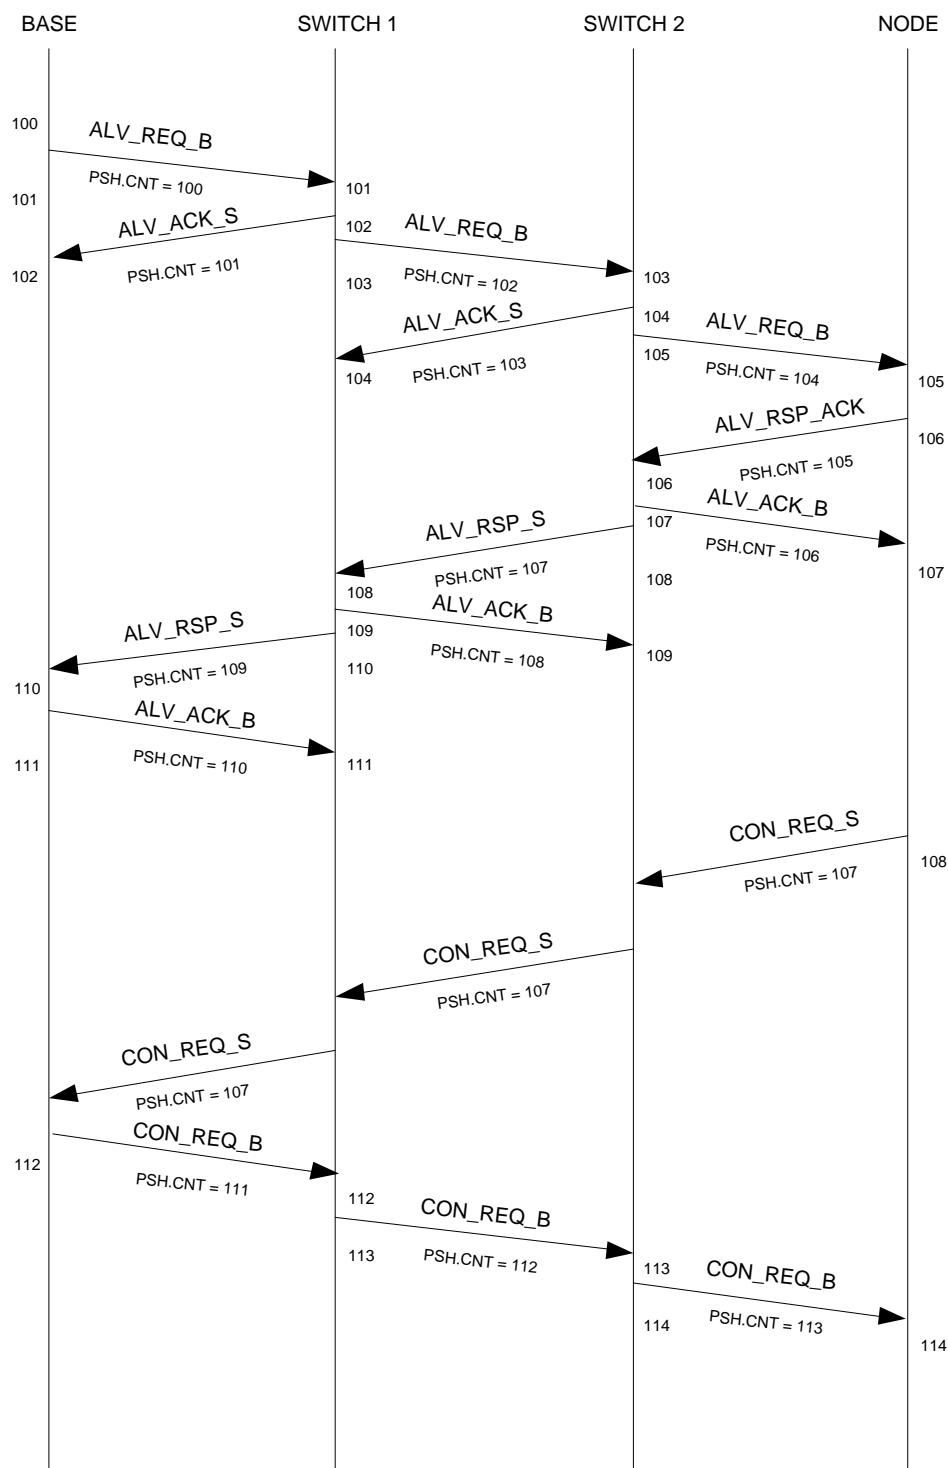 BASE SWITCH 1 SWITCH 2 NODE
100
ALV_REQ_B
PSH.CNT = 100
101
101
ALV_ACK_S
102
ALV_REQ_B
PSH.CNT = 101
102
103
PSH.CNT = 102
103
ALV_ACK_S
104
ALV_REQ_B
105
104
PSH.CNT = 103
PSH.CNT = 104
105
ALV_RSP_ACK
106
PSH.CNT = 105
106
ALV_ACK_B
107
ALV_RSP_S
PSH.CNT = 106
107
PSH.CNT = 107
108
108
ALV_ACK_B
ALV_RSP_S
109
PSH.CNT = 108
109
PSH.CNT = 109
110
110
ALV_ACK_B
PSH.CNT = 110
111
111
CON_REQ_S
108
PSH.CNT = 107
CON_REQ_S
PSH.CNT = 107
CON_REQ_S
PSH.CNT = 107
CON_REQ_B
112
PSH.CNT = 111
112
CON_REQ_B
113
PSH.CNT = 112
113
CON_REQ_B
PSH.CNT = 113
114
114